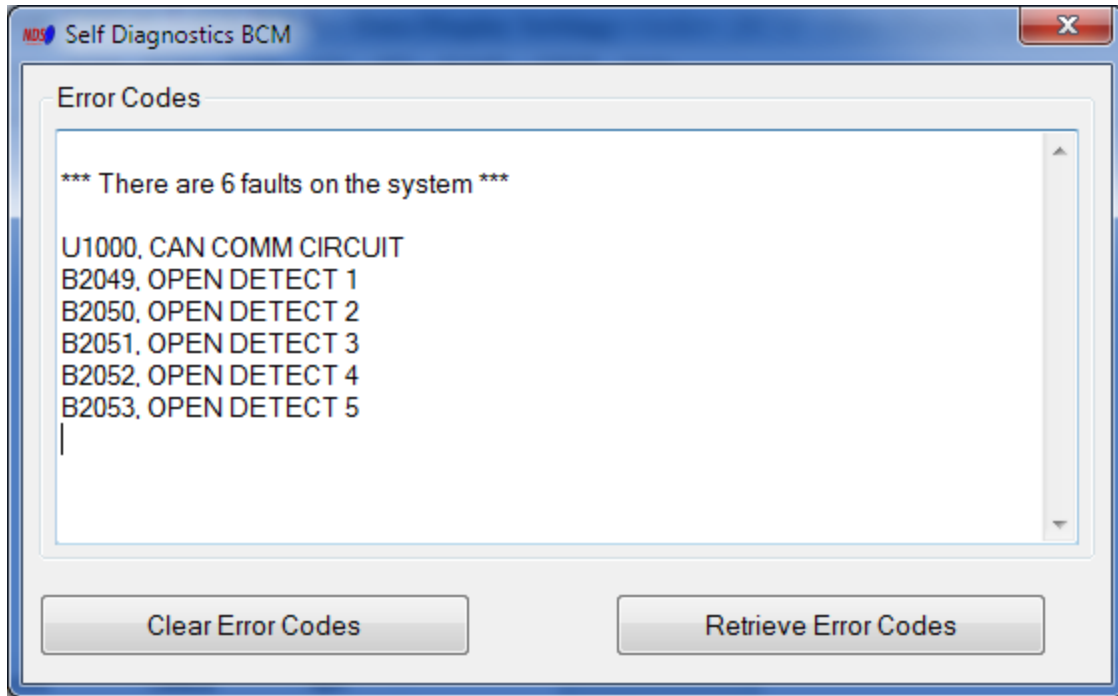 NDS Self Diagnostics BCM
X
Error Codes
*** There are 6 faults on the system ***
U1000, CAN COMM CIRCUIT
B2049, OPEN DETECT 1
B2050, OPEN DETECT 2
B2051, OPEN DETECT 3
B2052, OPEN DETECT 4
B2053, OPEN DETECT 5
Clear Error Codes
Retrieve Error Codes